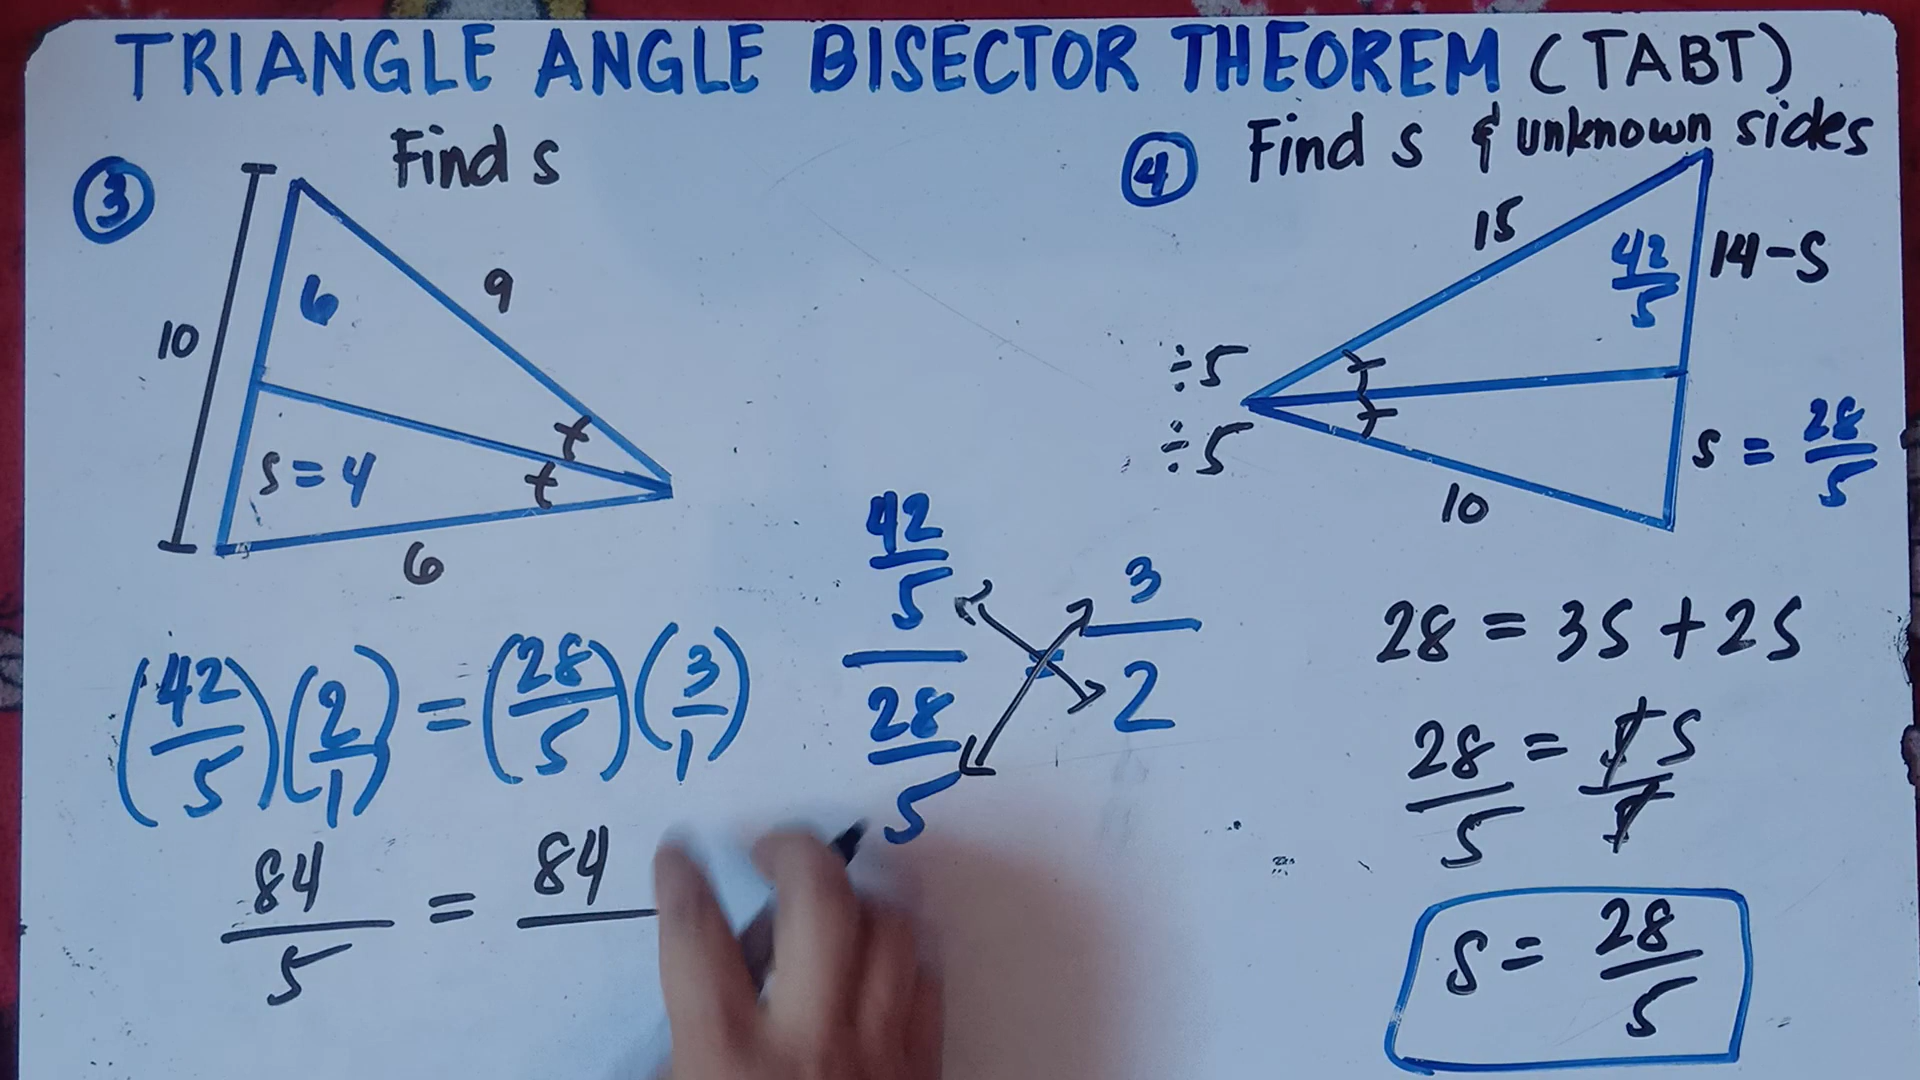 TRIANGLE ANGLE BISECTOR THEOREM (TABT)
③ Find s
10
6
9
s = 4
6
④ Find s & unknown sides
15
42/5
14-s
÷5
÷5
s = 28/5
10
(42/5)(2/1) = (28/5)(3/1)
84/5 = 84
42/5
28/5
=
3/2
28 = 3s + 2s
28/5 = 5s/5
s = 28/5